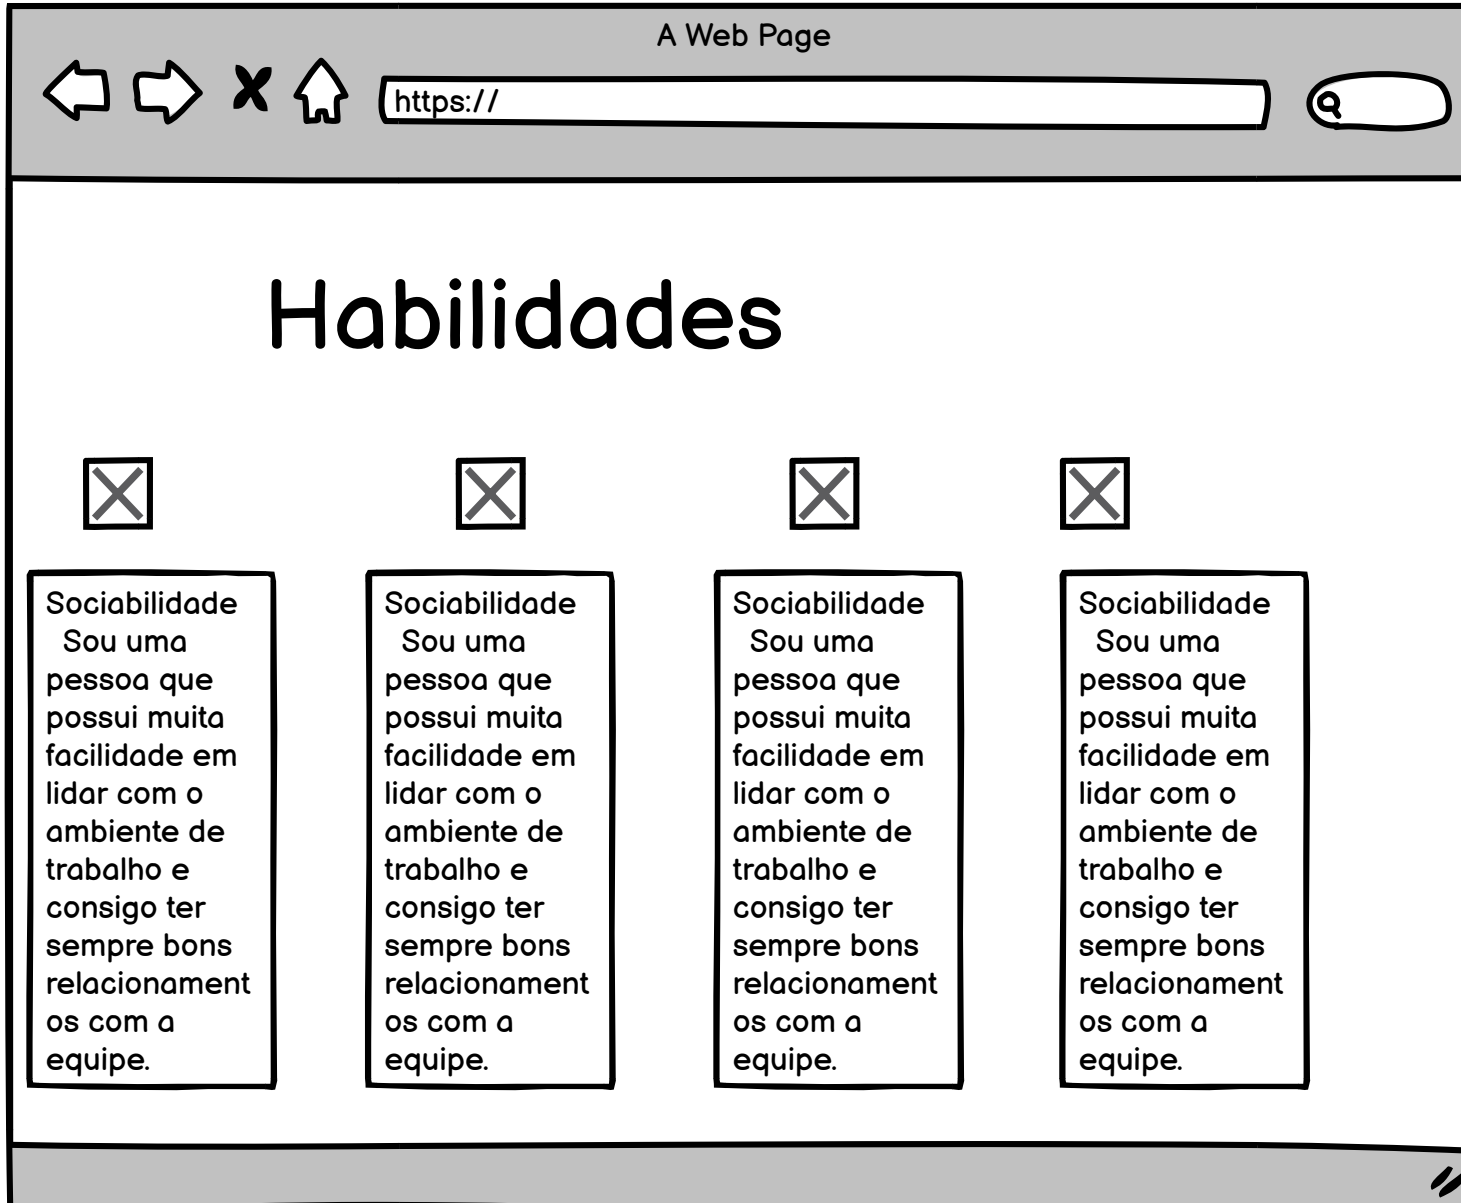 A Web Page
https://
Habilidades
Sociabilidade
Sou uma
pessoa que
possui muita
facilidade em
lidar com o
ambiente de
trabalho e
consigo ter
sempre bons
relacionament
os com a
equipe.
Sociabilidade
Sou uma
pessoa que
possui muita
facilidade em
lidar com o
ambiente de
trabalho e
consigo ter
sempre bons
relacionament
os com a
equipe.
Sociabilidade
Sou uma
pessoa que
possui muita
facilidade em
lidar com o
ambiente de
trabalho e
consigo ter
sempre bons
relacionament
os com a
equipe.
Sociabilidade
Sou uma
pessoa que
possui muita
facilidade em
lidar com o
ambiente de
trabalho e
consigo ter
sempre bons
relacionament
os com a
equipe.